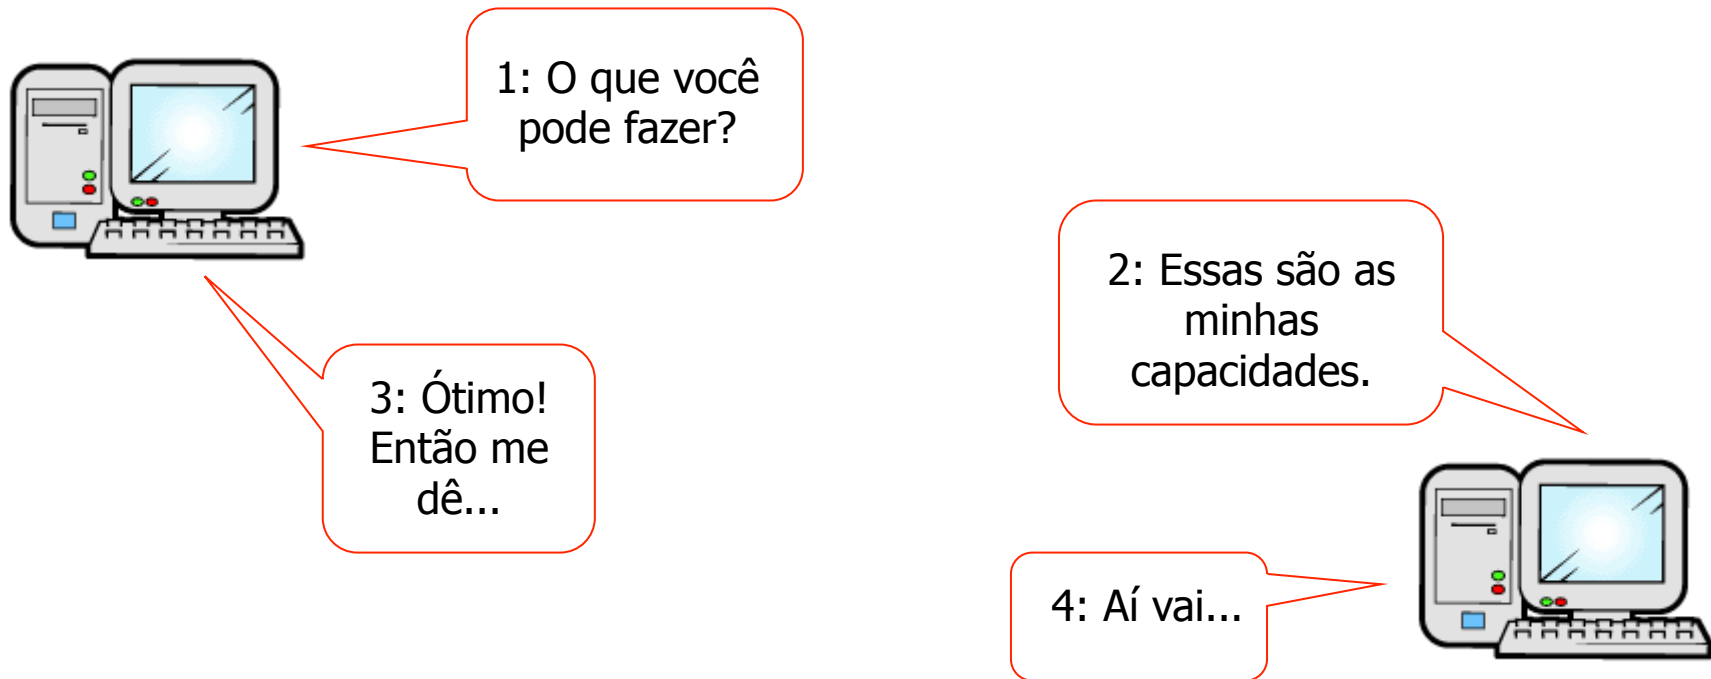 1: O que você
pode fazer?
2: Essas são as
minhas
capacidades.
3: Ótimo!
Então me
dê...
4: Aí vai...